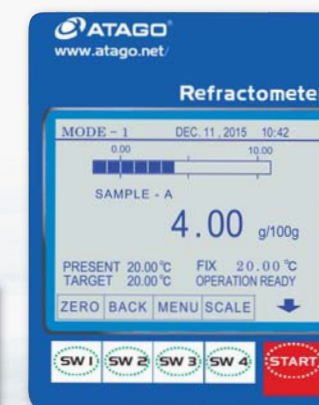 ATAGO®
www.atago.net/
Refractomete
MODE - 1 DEC. 11 , 2015 10:42
0.00 10.00
SAMPLE - A
4.00 g/100g
PRESENT 20.00℃ FIX 20.00℃
TARGET 20.00℃ OPERATION READY
ZERO BACK MENU SCALE
SW 1 SW 2 SW 3 SW 4 START